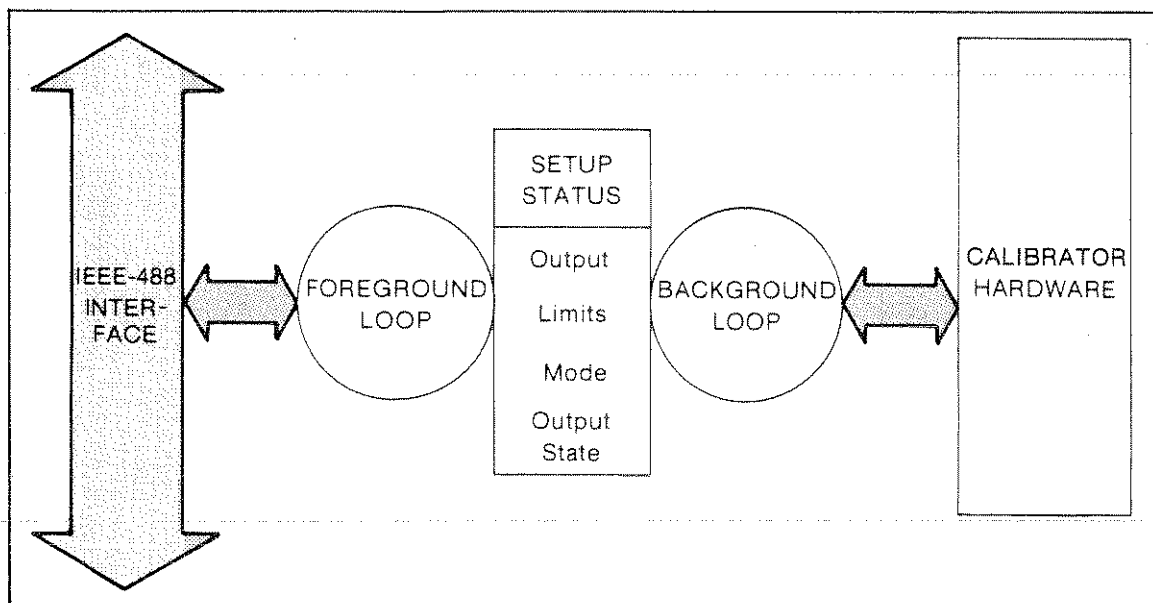 IEEE-488
INTER-
FACE
FOREGROUND
LOOP
SETUP
STATUS
Output
Limits
Mode
Output
State
BACKGROUND
LOOP
CALIBRATOR
HARDWARE